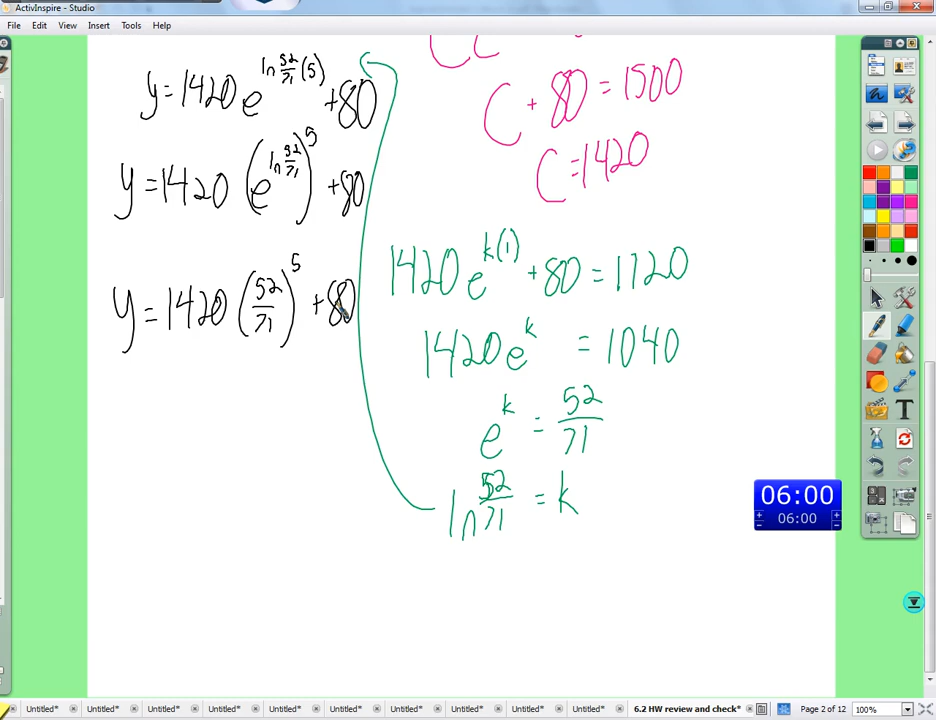 ActivInspire - Studio
File Edit View Insert Tools Help
y=1420e^{ln 52/71 (5)} +80
y=1420(e^{ln 52/71})^5 +80
y=1420(52/71)^5 +80
C+80=1500
C=1420
1420e^{k(1)} +80=1120
1420e^k =1040
e^k = 52/71
ln 52/71 = k
06:00
06:00
Untitled* Untitled* Untitled* Untitled* Untitled* Untitled* Untitled* Untitled* Untitled* Untitled* 6.2 HW review and check* Page 2 of 12 100%